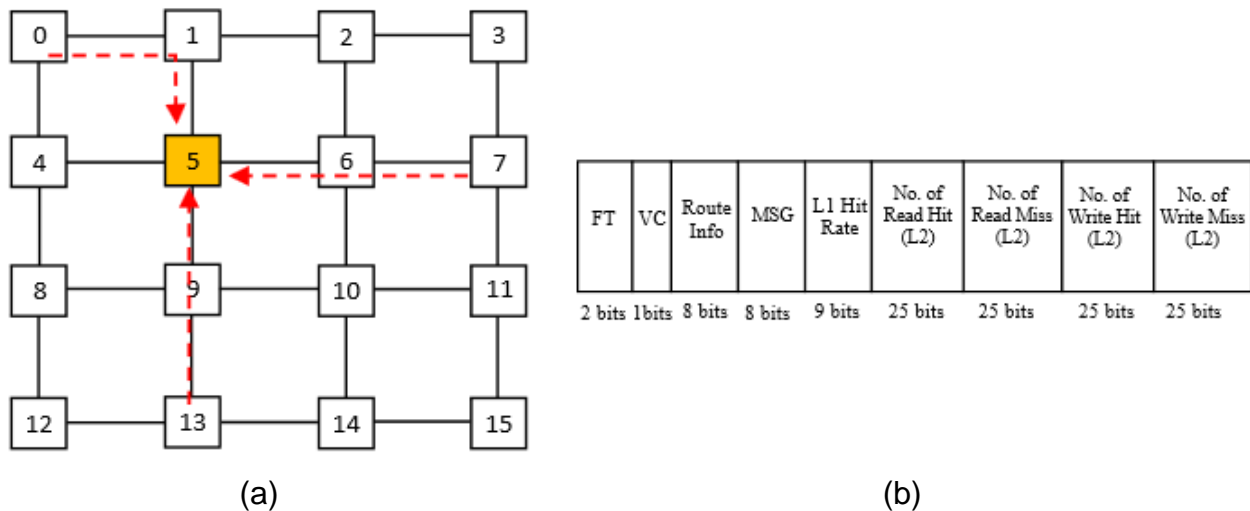 0 1 2 3
4 5 6 7
8 9 10 11
12 13 14 15
(a)
FT
VC
Route
Info
MSG
L1 Hit
Rate
No. of
Read Hit
(L2)
No. of
Read Miss
(L2)
No. of
Write Hit
(L2)
No. of
Write Miss
(L2)
2 bits 1bits 8 bits 8 bits 9 bits 25 bits 25 bits 25 bits 25 bits
(b)